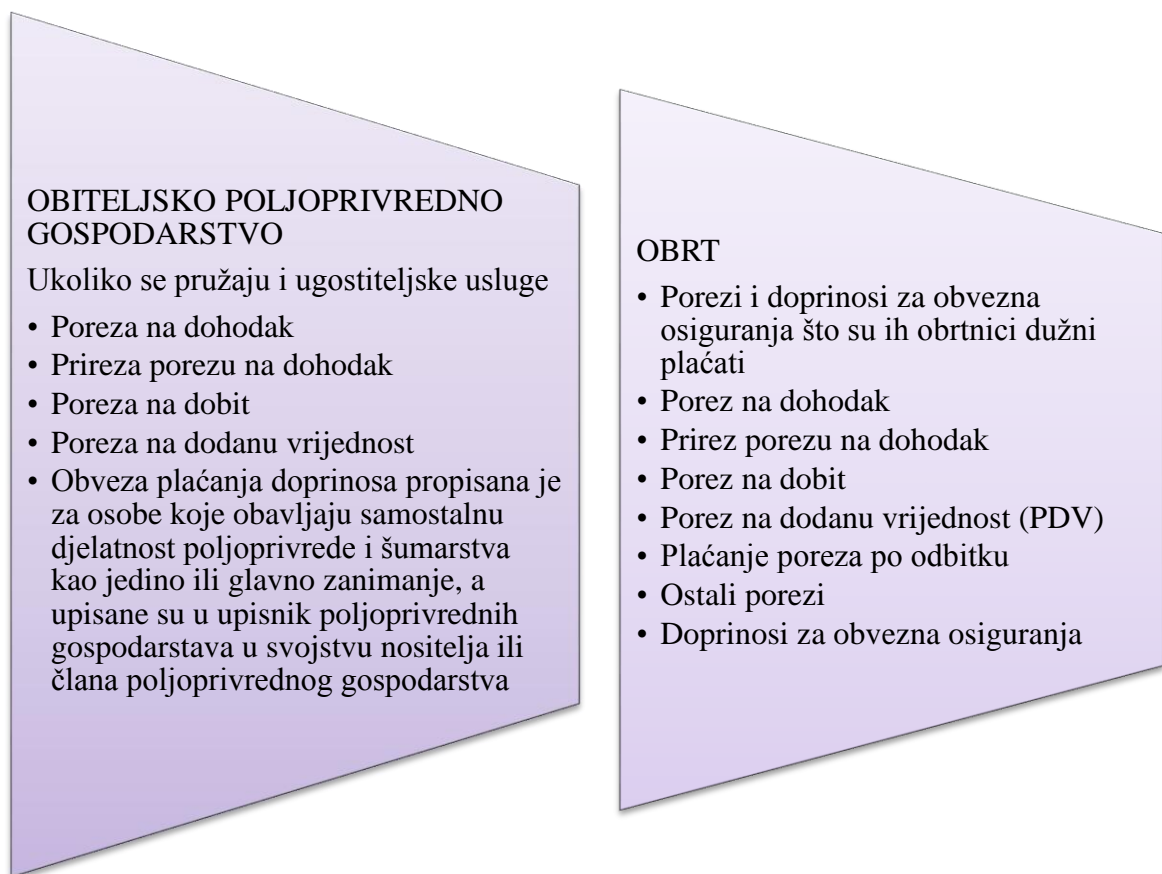 OBITELJSKO POLJOPRIVREDNO
GOSPODARSTVO
Ukoliko se pružaju i ugostiteljske usluge
• Poreza na dohodak
• Prireza porezu na dohodak
• Poreza na dobit
• Poreza na dodanu vrijednost
• Obveza plaćanja doprinosa propisana je
za osobe koje obavljaju samostalnu
djelatnost poljoprivrede i šumarstva
kao jedino ili glavno zanimanje, a
upisane su u upisnik poljoprivrednih
gospodarstava u svojstvu nositelja ili
člana poljoprivrednog gospodarstva
OBRT
• Porezi i doprinosi za obvezna
osiguranja što su ih obrtnici dužni
plaćati
• Porez na dohodak
• Prirez porezu na dohodak
• Porez na dobit
• Porez na dodanu vrijednost (PDV)
• Plaćanje poreza po odbitku
• Ostali porezi
• Doprinosi za obvezna osiguranja